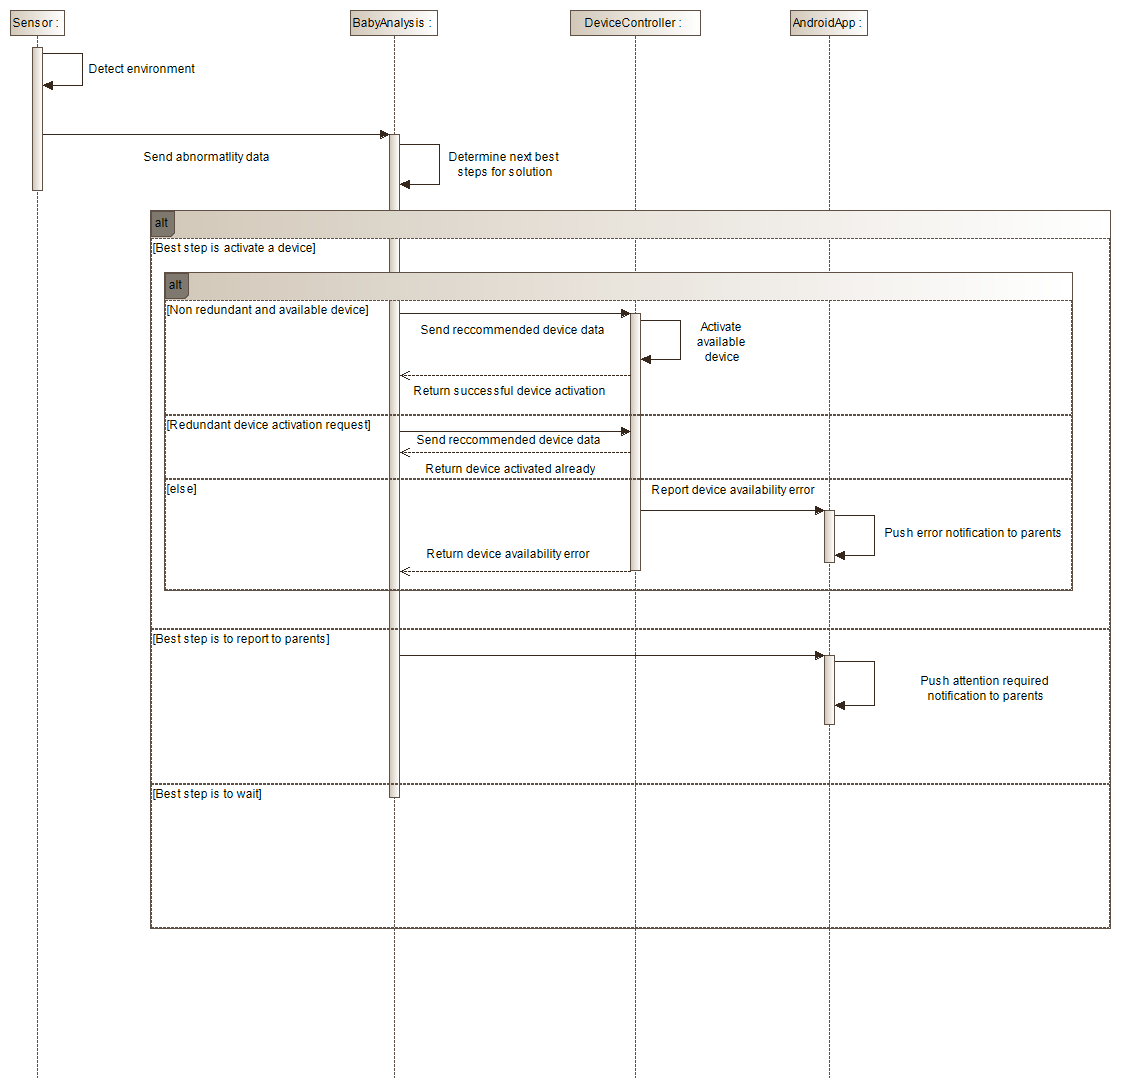 Sensor :
BabyAnalysis :
DeviceController :
AndroidApp :
Detect environment
Send abnormatlity data
Determine next best
steps for solution
alt
[Best step is activate a device]
alt
[Non redundant and available device]
Send reccommended device data
Activate
available
device
Return successful device activation
[Redundant device activation request]
Send reccommended device data
Return device activated already
[else]
Report device availability error
Push error notification to parents
Return device availability error
[Best step is to report to parents]
Push attention required
notification to parents
[Best step is to wait]